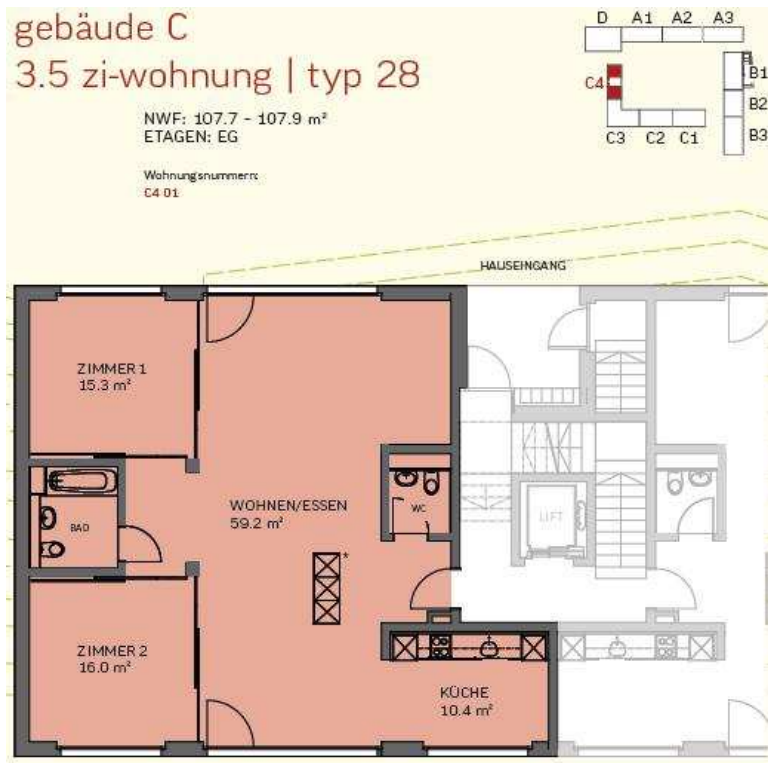 gebäude C
3.5 zi-wohnung | typ 28
NWF: 107.7 - 107.9 m²
ETAGEN: EG
Wohnungsnummern:
C4 01
D A1 A2 A3
C4
B1
B2
B3
C3 C2 C1
HAUSEINGANG
ZIMMER 1
15.3 m²
WOHNEN/ESSEN
59.2 m²
WC
BAD
LIFT
*
ZIMMER 2
16.0 m²
KÜCHE
10.4 m²